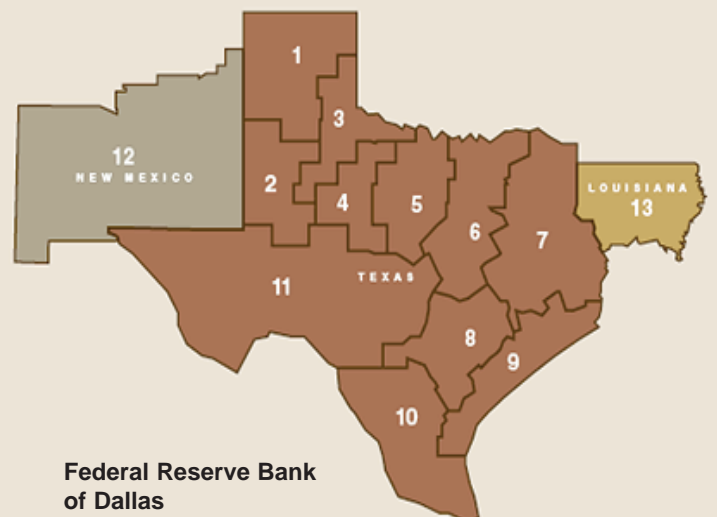 1
3
12
NEW MEXICO
2
4
5
6
7
LOUISIANA
13
TEXAS
11
8
9
10
Federal Reserve Bank
of Dallas